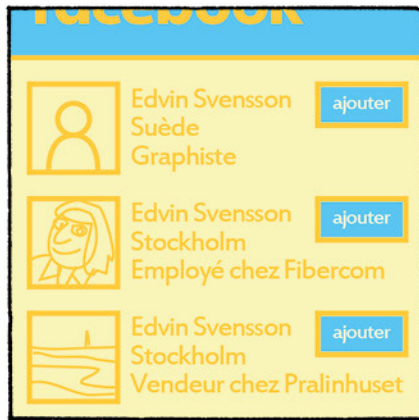 facebook
Edvin Svensson
Suède
Graphiste
ajouter
Edvin Svensson
Stockholm
Employé chez Fibercom
ajouter
Edvin Svensson
Stockholm
Vendeur chez Pralinhuset
ajouter